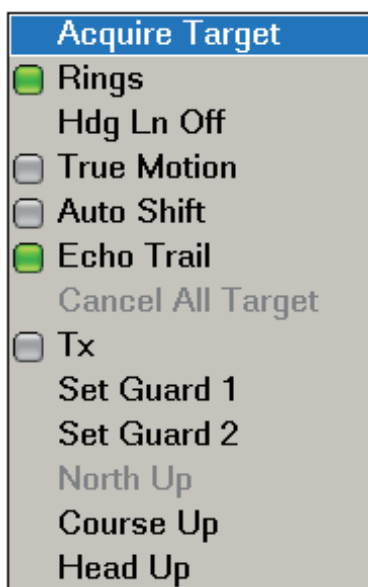 Acquire Target
Rings
Hdg Ln Off
True Motion
Auto Shift
Echo Trail
Cancel All Target
Tx
Set Guard 1
Set Guard 2
North Up
Course Up
Head Up